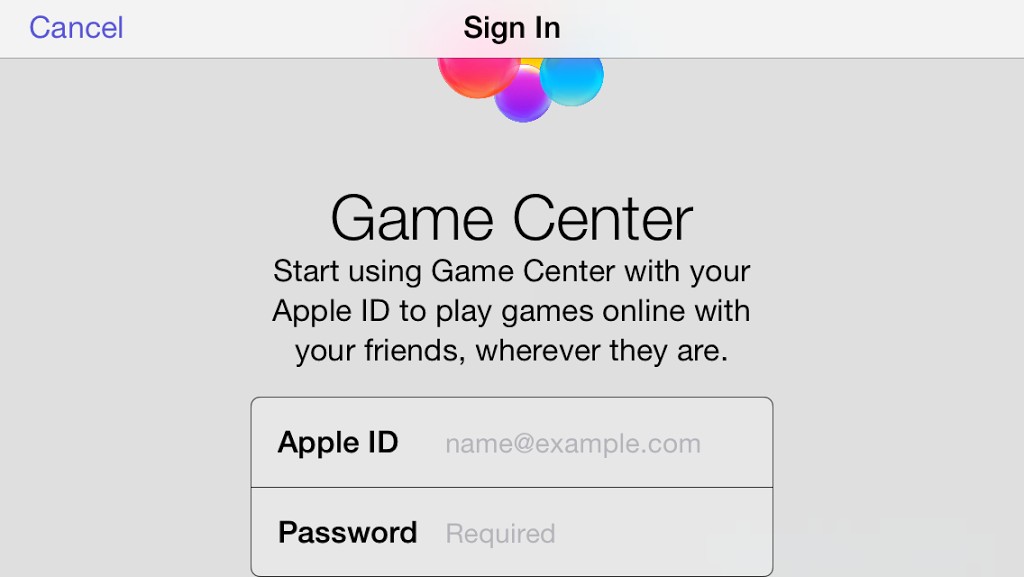 Cancel
Sign In
Game Center
Start using Game Center with your
Apple ID to play games online with
your friends, wherever they are.
Apple ID name@example.com
Password Required